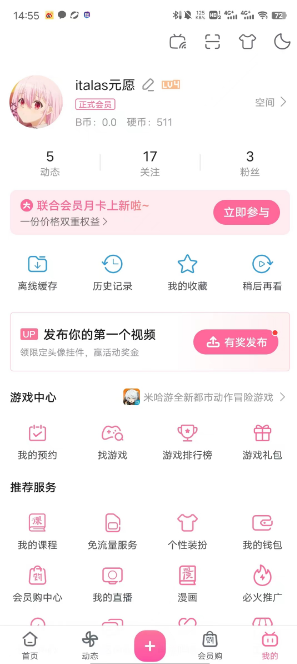 14:55
72
italas元愿
正式会员
B币: 0.0 硬币: 511
空间
5 17 3
动态 关注 粉丝
联合会员月卡上新啦~
一份价格双重权益
立即参与
离线缓存 历史记录 我的收藏 稍后再看
UP 发布你的第一个视频
领限定头像挂件，赢活动奖金
有奖发布
游戏中心 米哈游全新都市动作冒险游戏
我的预约 找游戏 游戏排行榜 游戏礼包
推荐服务
我的课程 免流量服务 个性装扮 我的钱包
会员购中心 我的直播 漫画 必火推广
首页 动态 会员购 我的